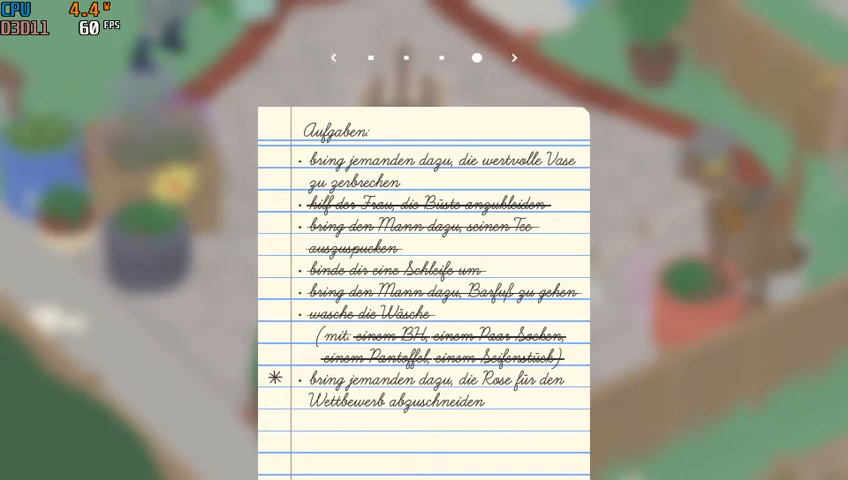 CPU 4.4 W
D3D11 60 FPS
Aufgaben:
• bring jemanden dazu, die wertvolle Vase
zu zerbrechen
• hilf der Frau, die Büste anzukleiden
• bring den Mann dazu, seinen Tee
auszuspucken
• binde dir eine Schleife um
• bring den Mann dazu, Barfuß zu gehen
• wasche die Wäsche
(mit: einem BH, einem Paar Socken,
einem Pantoffel, einem Seifenstück)
• bring jemanden dazu, die Rose für den
Wettbewerb abzuschneiden